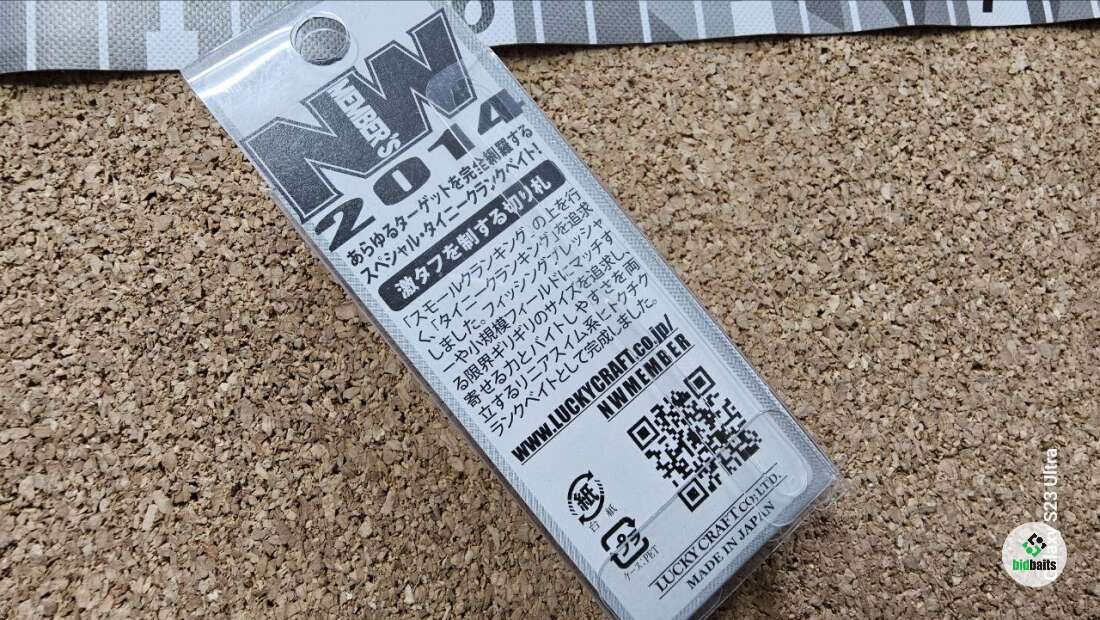 NW
MEMBER'S
2014
あらゆるターゲットを完全網羅する
スペシャル・タイニークランクベイト!
激タフを制する切り札
「スモールクランキング」の上を行
く、「タイニークランキング」を追求
しました。フィッシングプレッシャ
ーや小規模フィールドにマッチす
る限界ギリギリのサイズを追求し、
寄せる力とバイトしやすさを両
立するリニアスイム系ヒトクチク
ランクベイトとして完成しました。
WWW.LUCKYCRAFT.CO.JP/
NWMEMBER
紙
台紙
プラ
ケース:PET
LUCKY CRAFT CO., LTD.
MADE IN JAPAN
S23 Ultra
bidbaits